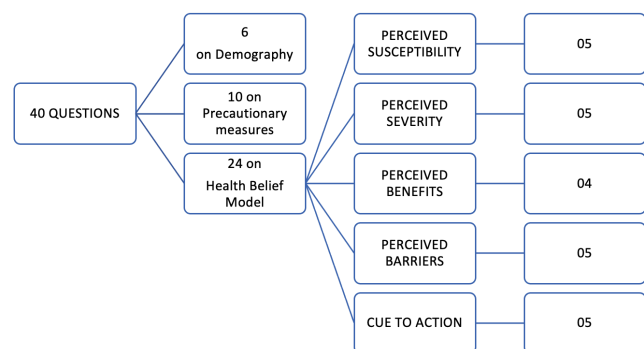 40 QUESTIONS
6
on Demography
10 on
Precautionary
measures
24 on
Health Belief
Model
PERCEIVED
SUSCEPTIBILITY
05
PERCEIVED
SEVERITY
05
PERCEIVED
BENEFITS
04
PERCEIVED
BARRIERS
05
CUE TO ACTION
05